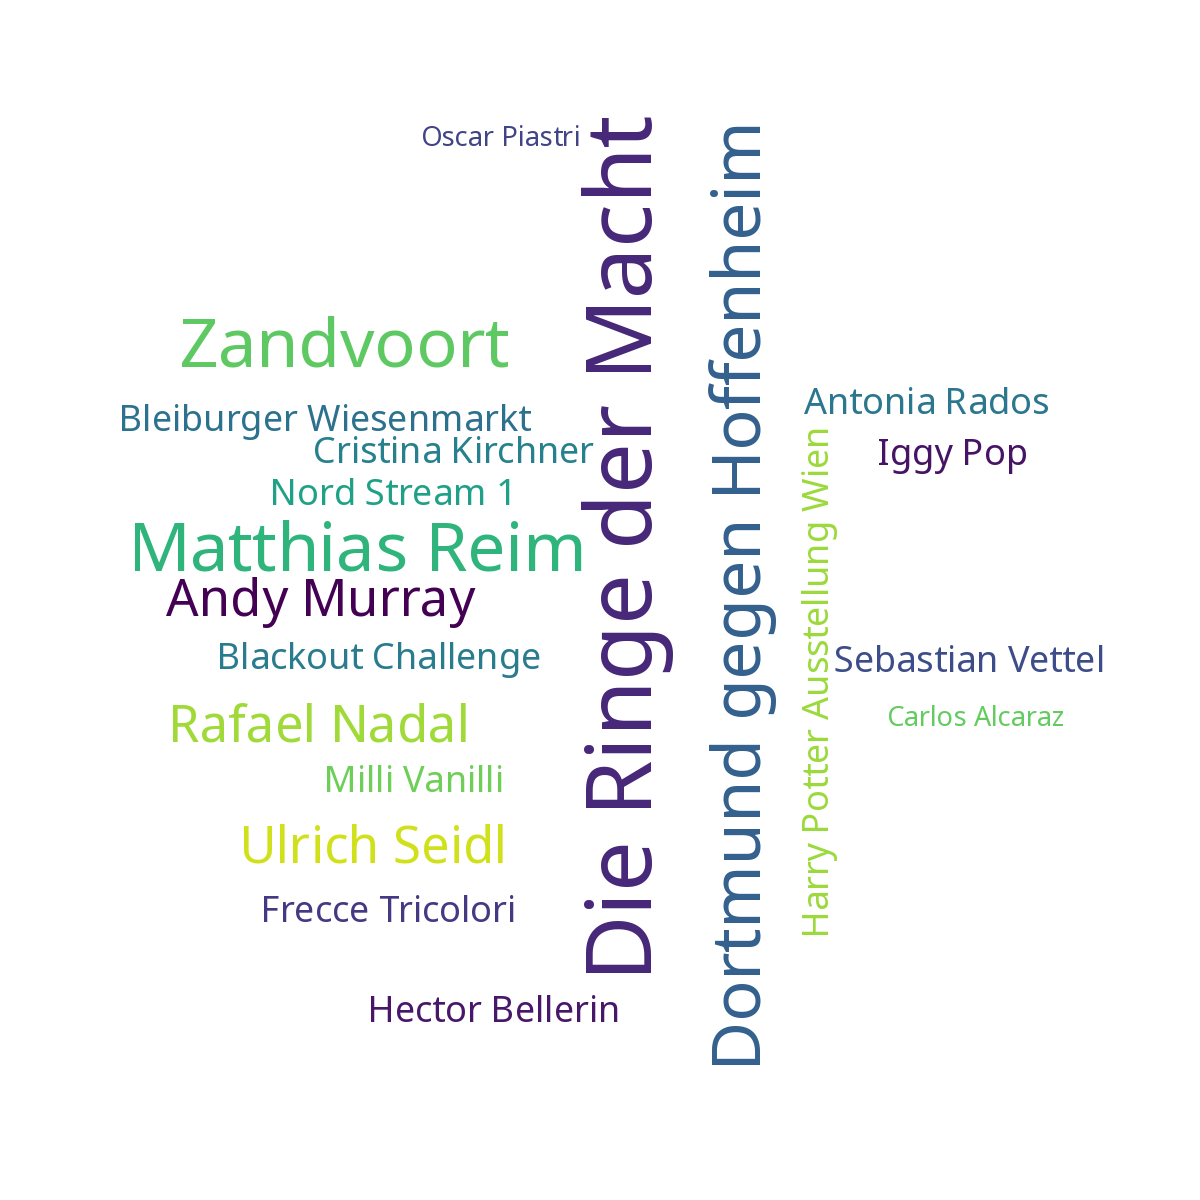 Oscar Piastri
Die Ringe der Macht
Dortmund gegen Hoffenheim
Zandvoort
Bleiburger Wiesenmarkt
Antonia Rados
Cristina Kirchner
Iggy Pop
Harry Potter Ausstellung Wien
Nord Stream 1
Matthias Reim
Andy Murray
Blackout Challenge
Sebastian Vettel
Rafael Nadal
Carlos Alcaraz
Milli Vanilli
Ulrich Seidl
Frecce Tricolori
Hector Bellerin